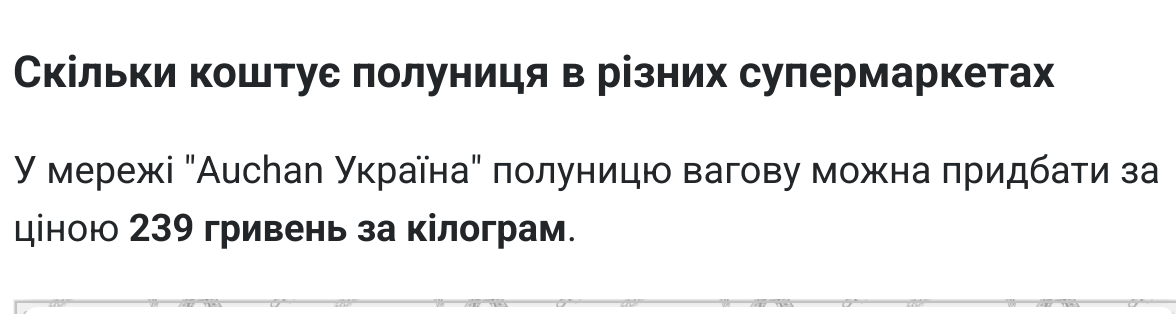 Скільки коштує полуниця в різних супермаркетах
У мережі "Auchan Україна" полуницю вагову можна придбати за
ціною 239 гривень за кілограм.